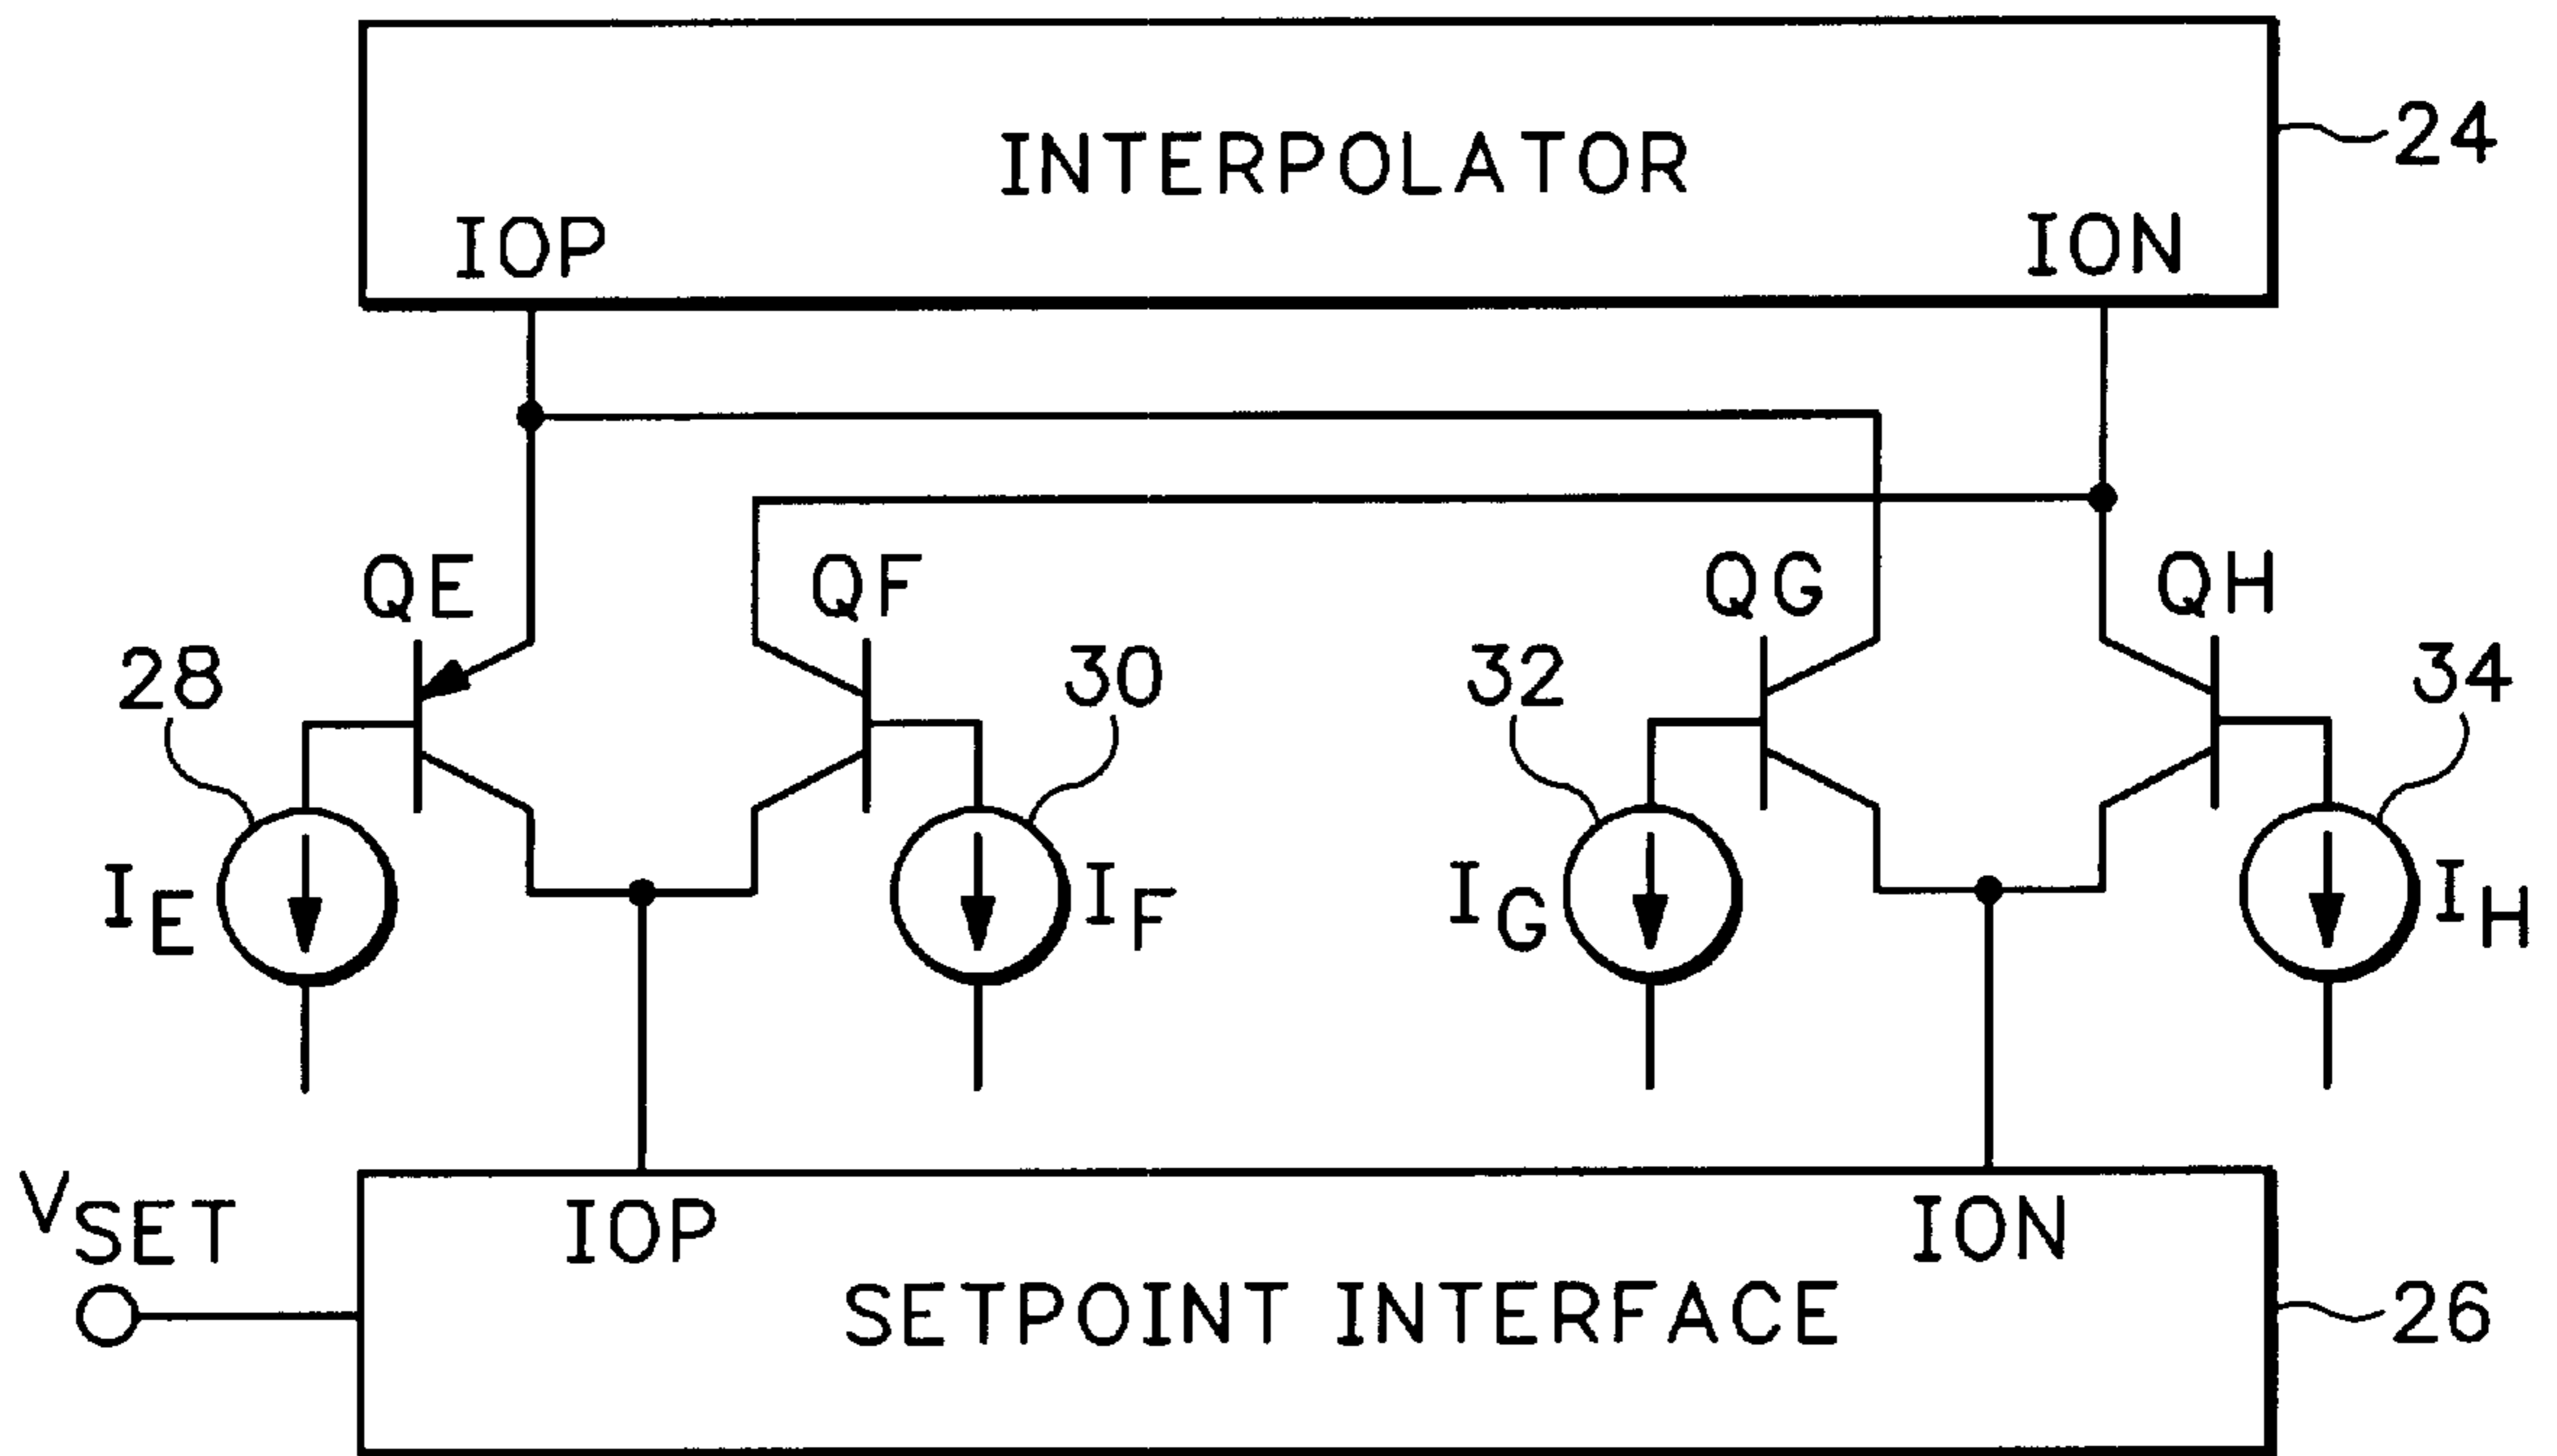 INTERPOLATOR
24
IOP
ION
QE
QF
QG
QH
28
30
32
34
IE
IF
IG
IH
VSET
IOP
ION
SETPOINT INTERFACE
26